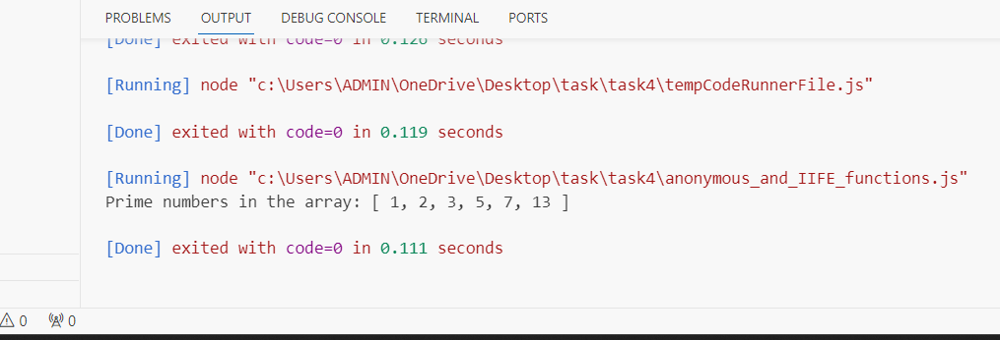 PROBLEMS OUTPUT DEBUG CONSOLE TERMINAL PORTS
[Done] exited with code=0 in 0.126 seconds
[Running] node "c:\Users\ADMIN\OneDrive\Desktop\task\task4\tempCodeRunnerFile.js"
[Done] exited with code=0 in 0.119 seconds
[Running] node "c:\Users\ADMIN\OneDrive\Desktop\task\task4\anonymous_and_IIFE_functions.js"
Prime numbers in the array: [ 1, 2, 3, 5, 7, 13 ]
[Done] exited with code=0 in 0.111 seconds
0 0